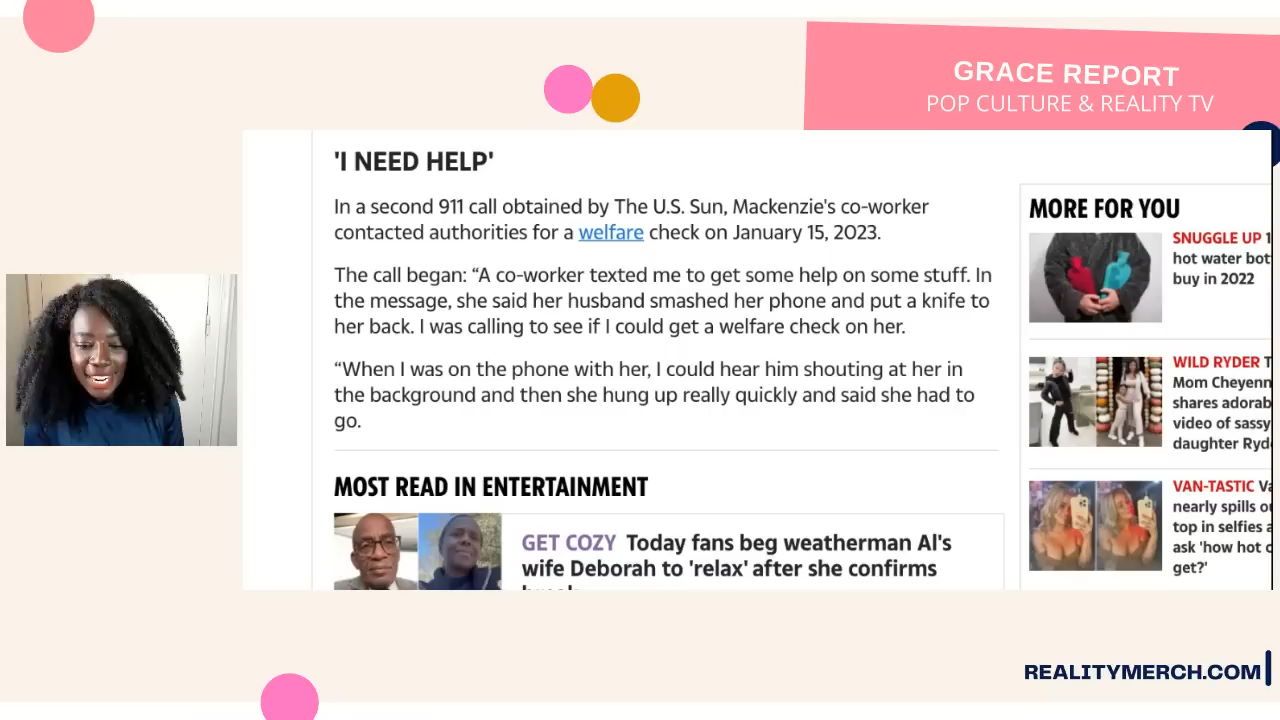 GRACE REPORT
POP CULTURE & REALITY TV
'I NEED HELP'
In a second 911 call obtained by The U.S. Sun, Mackenzie's co-worker
contacted authorities for a welfare check on January 15, 2023.
The call began: “A co-worker texted me to get some help on some stuff. In
the message, she said her husband smashed her phone and put a knife to
her back. I was calling to see if I could get a welfare check on her.
“When I was on the phone with her, I could hear him shouting at her in
the background and then she hung up really quickly and said she had to
go.
MOST READ IN ENTERTAINMENT
GET COZY Today fans beg weatherman Al's
wife Deborah to 'relax' after she confirms
MORE FOR YOU
SNUGGLE UP 1
hot water bot
buy in 2022
WILD RYDER T
Mom Cheyenn
shares adorab
video of sassy
daughter Ryd
VAN-TASTIC Va
nearly spills o
top in selfies a
ask 'how hot c
get?'
REALITYMERCH.COM